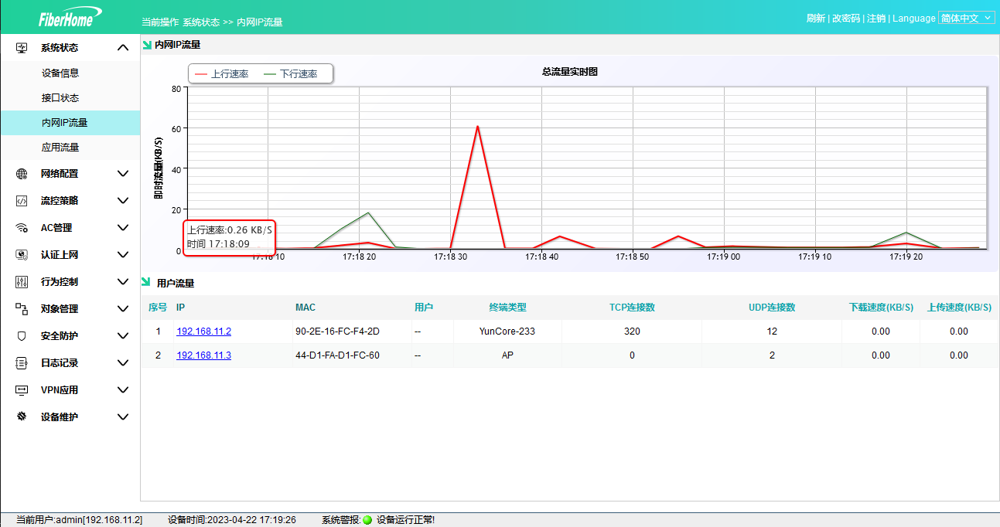 FiberHome
当前操作 系统状态 >> 内网IP流量
刷新 | 改密码 | 注销 | Language 简体中文
系统状态
设备信息
接口状态
内网IP流量
应用流量
网络配置
流控策略
AC管理
认证上网
行为控制
对象管理
安全防护
日志记录
VPN应用
设备维护
内网IP流量
上行速率 下行速率
总流量实时图
即时流量(KB/S)
80
60
40
20
0
上行速率:0.26 KB/S
时间 17:18:09
17:18 10 17:18 20 17:18 30 17:18 40 17:18 50 17:19 00 17:19 10 17:19 20
用户流量
序号 IP MAC 用户 终端类型 TCP连接数 UDP连接数 下载速度(KB/S) 上传速度(KB/S)
1 192.168.11.2 90-2E-16-FC-F4-2D -- YunCore-233 320 12 0.00 0.00
2 192.168.11.3 44-D1-FA-D1-FC-60 -- AP 0 2 0.00 0.00
当前用户:admin[192.168.11.2] 设备时间:2023-04-22 17:19:26 系统警报: 设备运行正常!